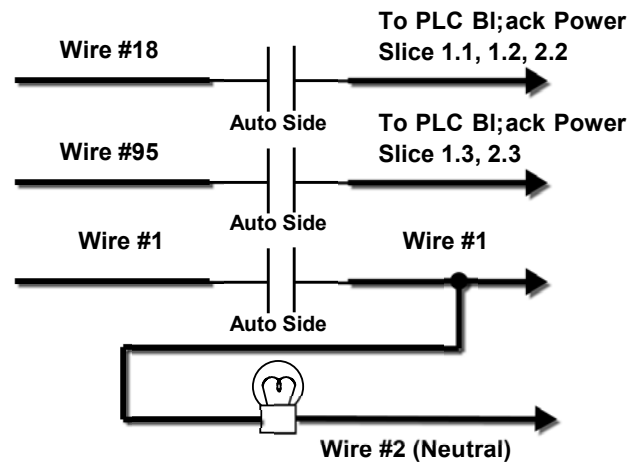 Wire #18
To PLC Bl;ack Power
Slice 1.1, 1.2, 2.2
Auto Side
Wire #95
To PLC Bl;ack Power
Slice 1.3, 2.3
Auto Side
Wire #1
Wire #1
Auto Side
Wire #2 (Neutral)